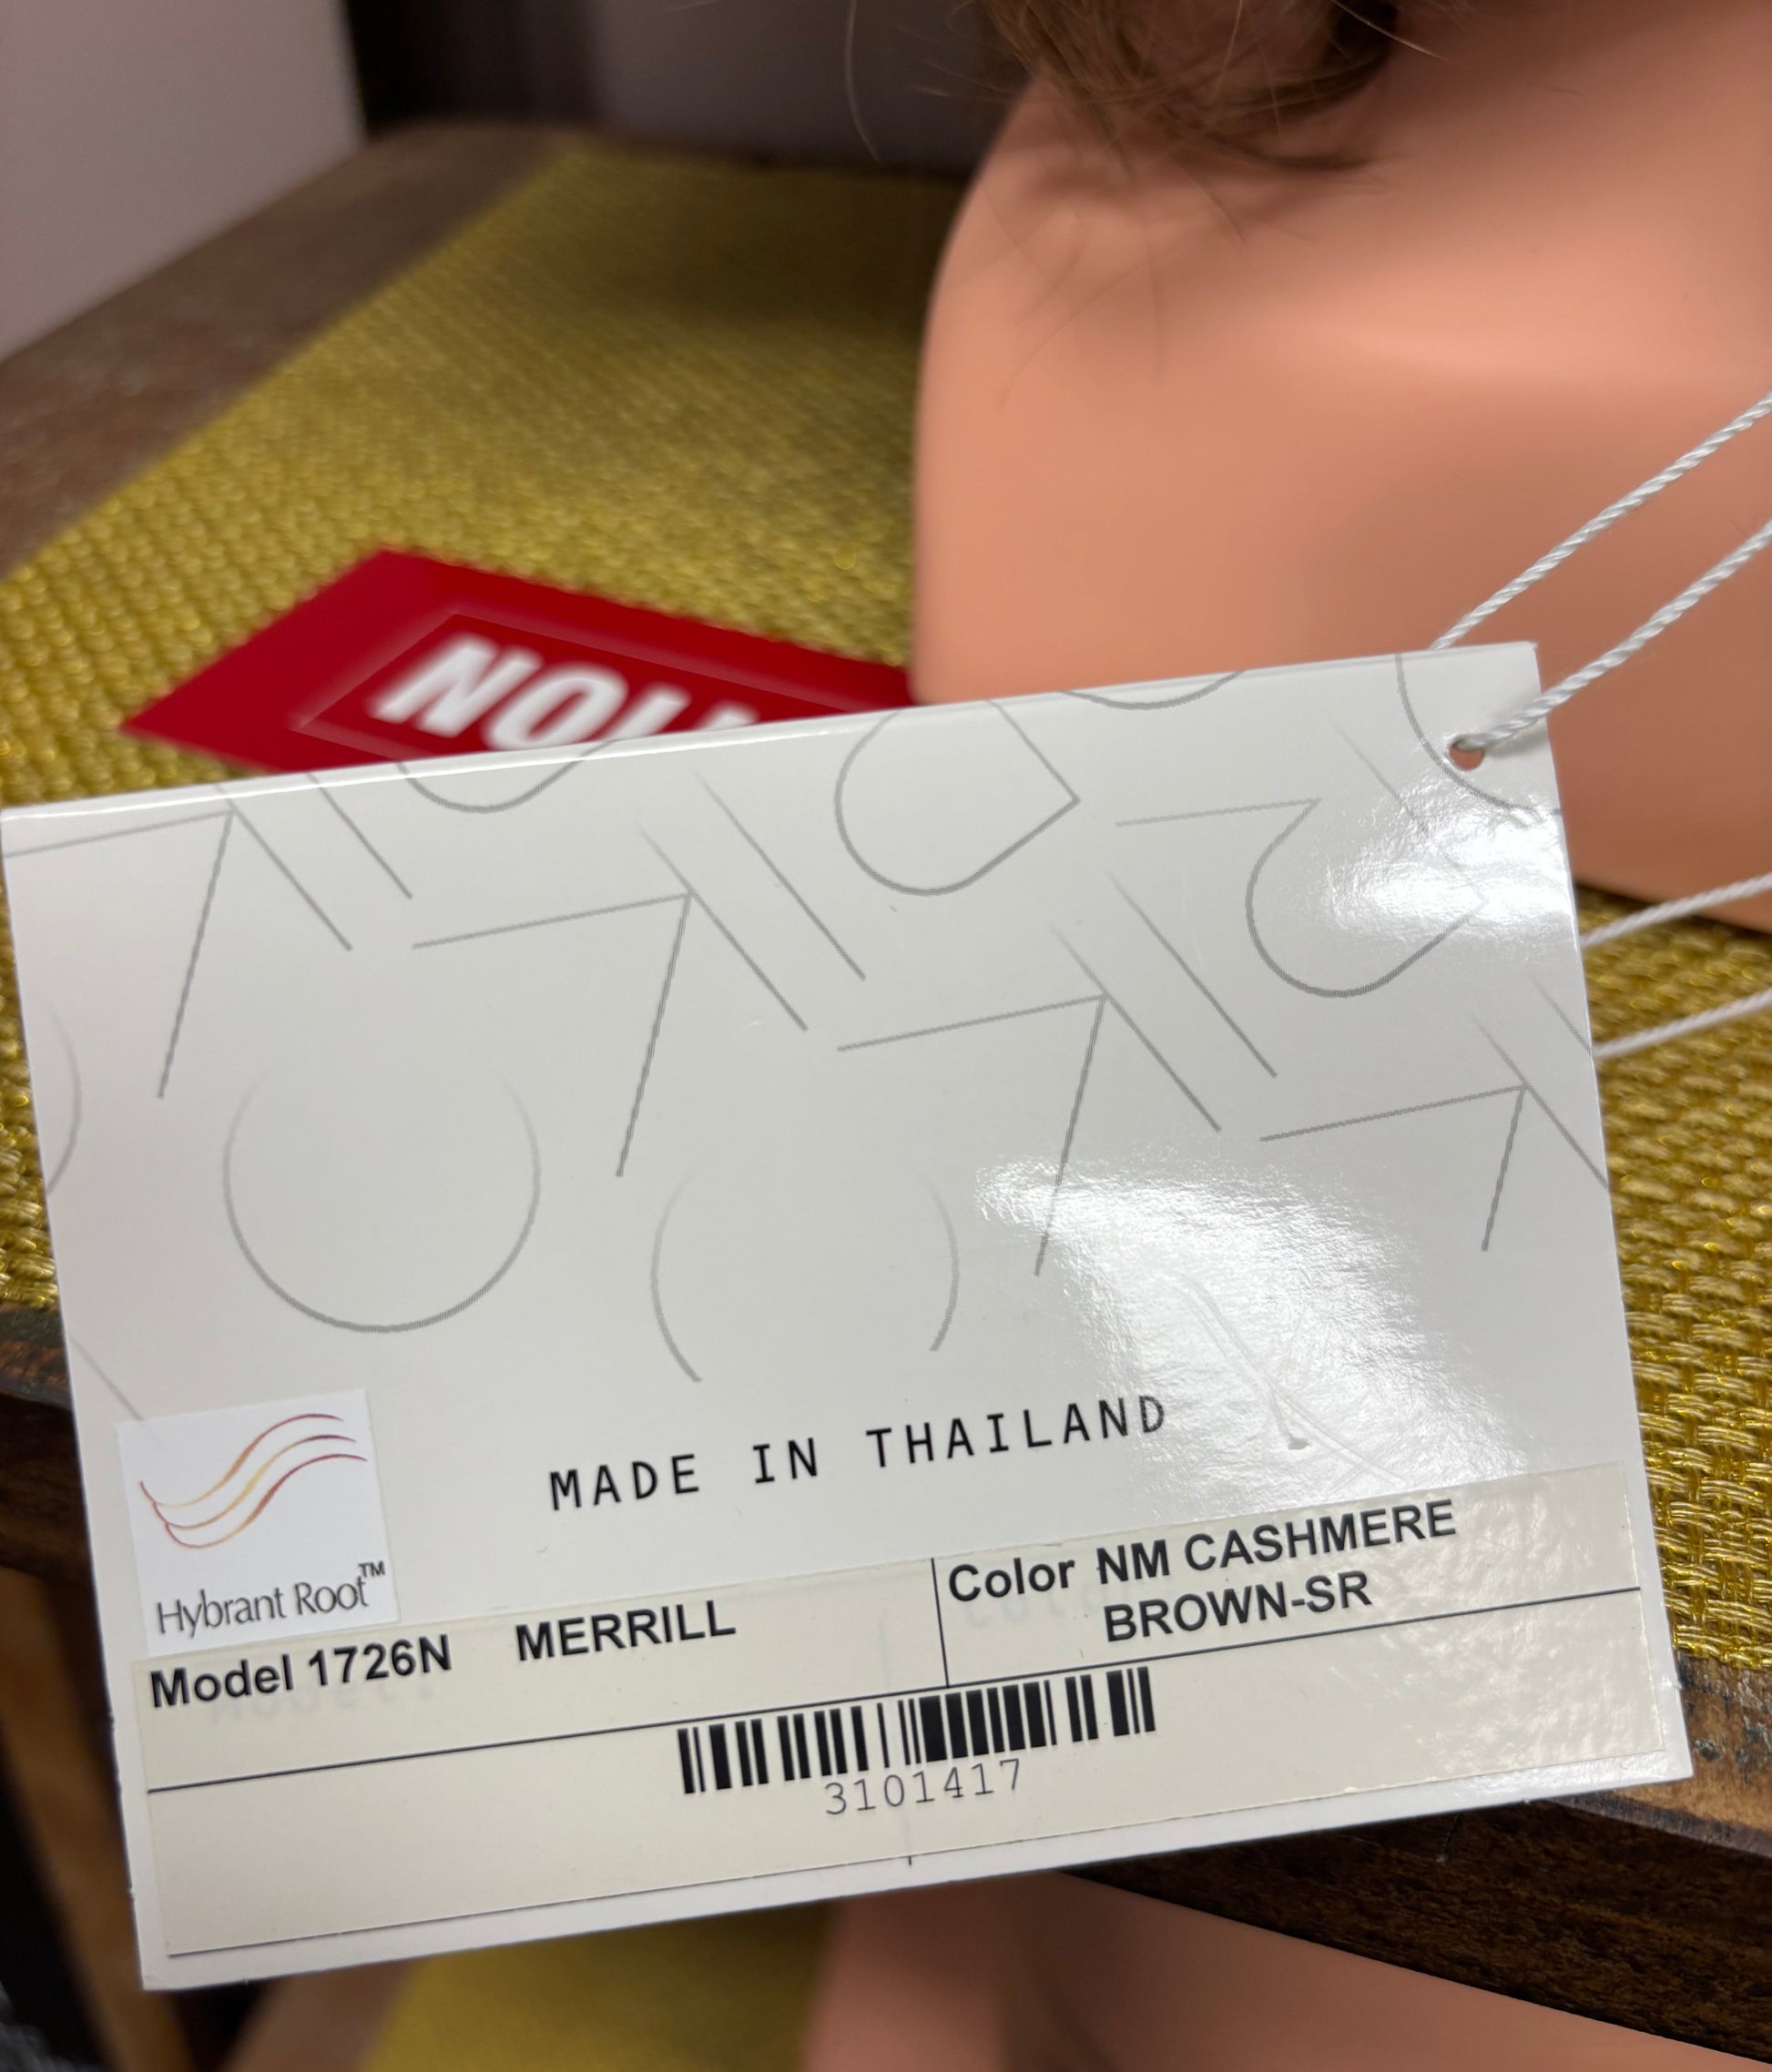 MADE IN THAILAND
Hybrant Root™
Model 1726N MERRILL
Color NM CASHMERE
BROWN-SR
3101417